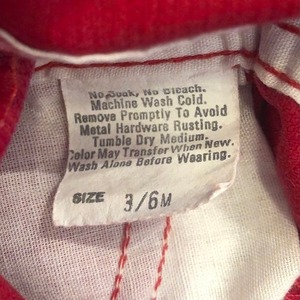 No Soak, No Bleach.
Machine Wash Cold.
Remove Promptly To Avoid
Metal Hardware Rusting.
Tumble Dry Medium.
Color May Transfer When New.
Wash Alone Before Wearing.
SIZE 3/6M